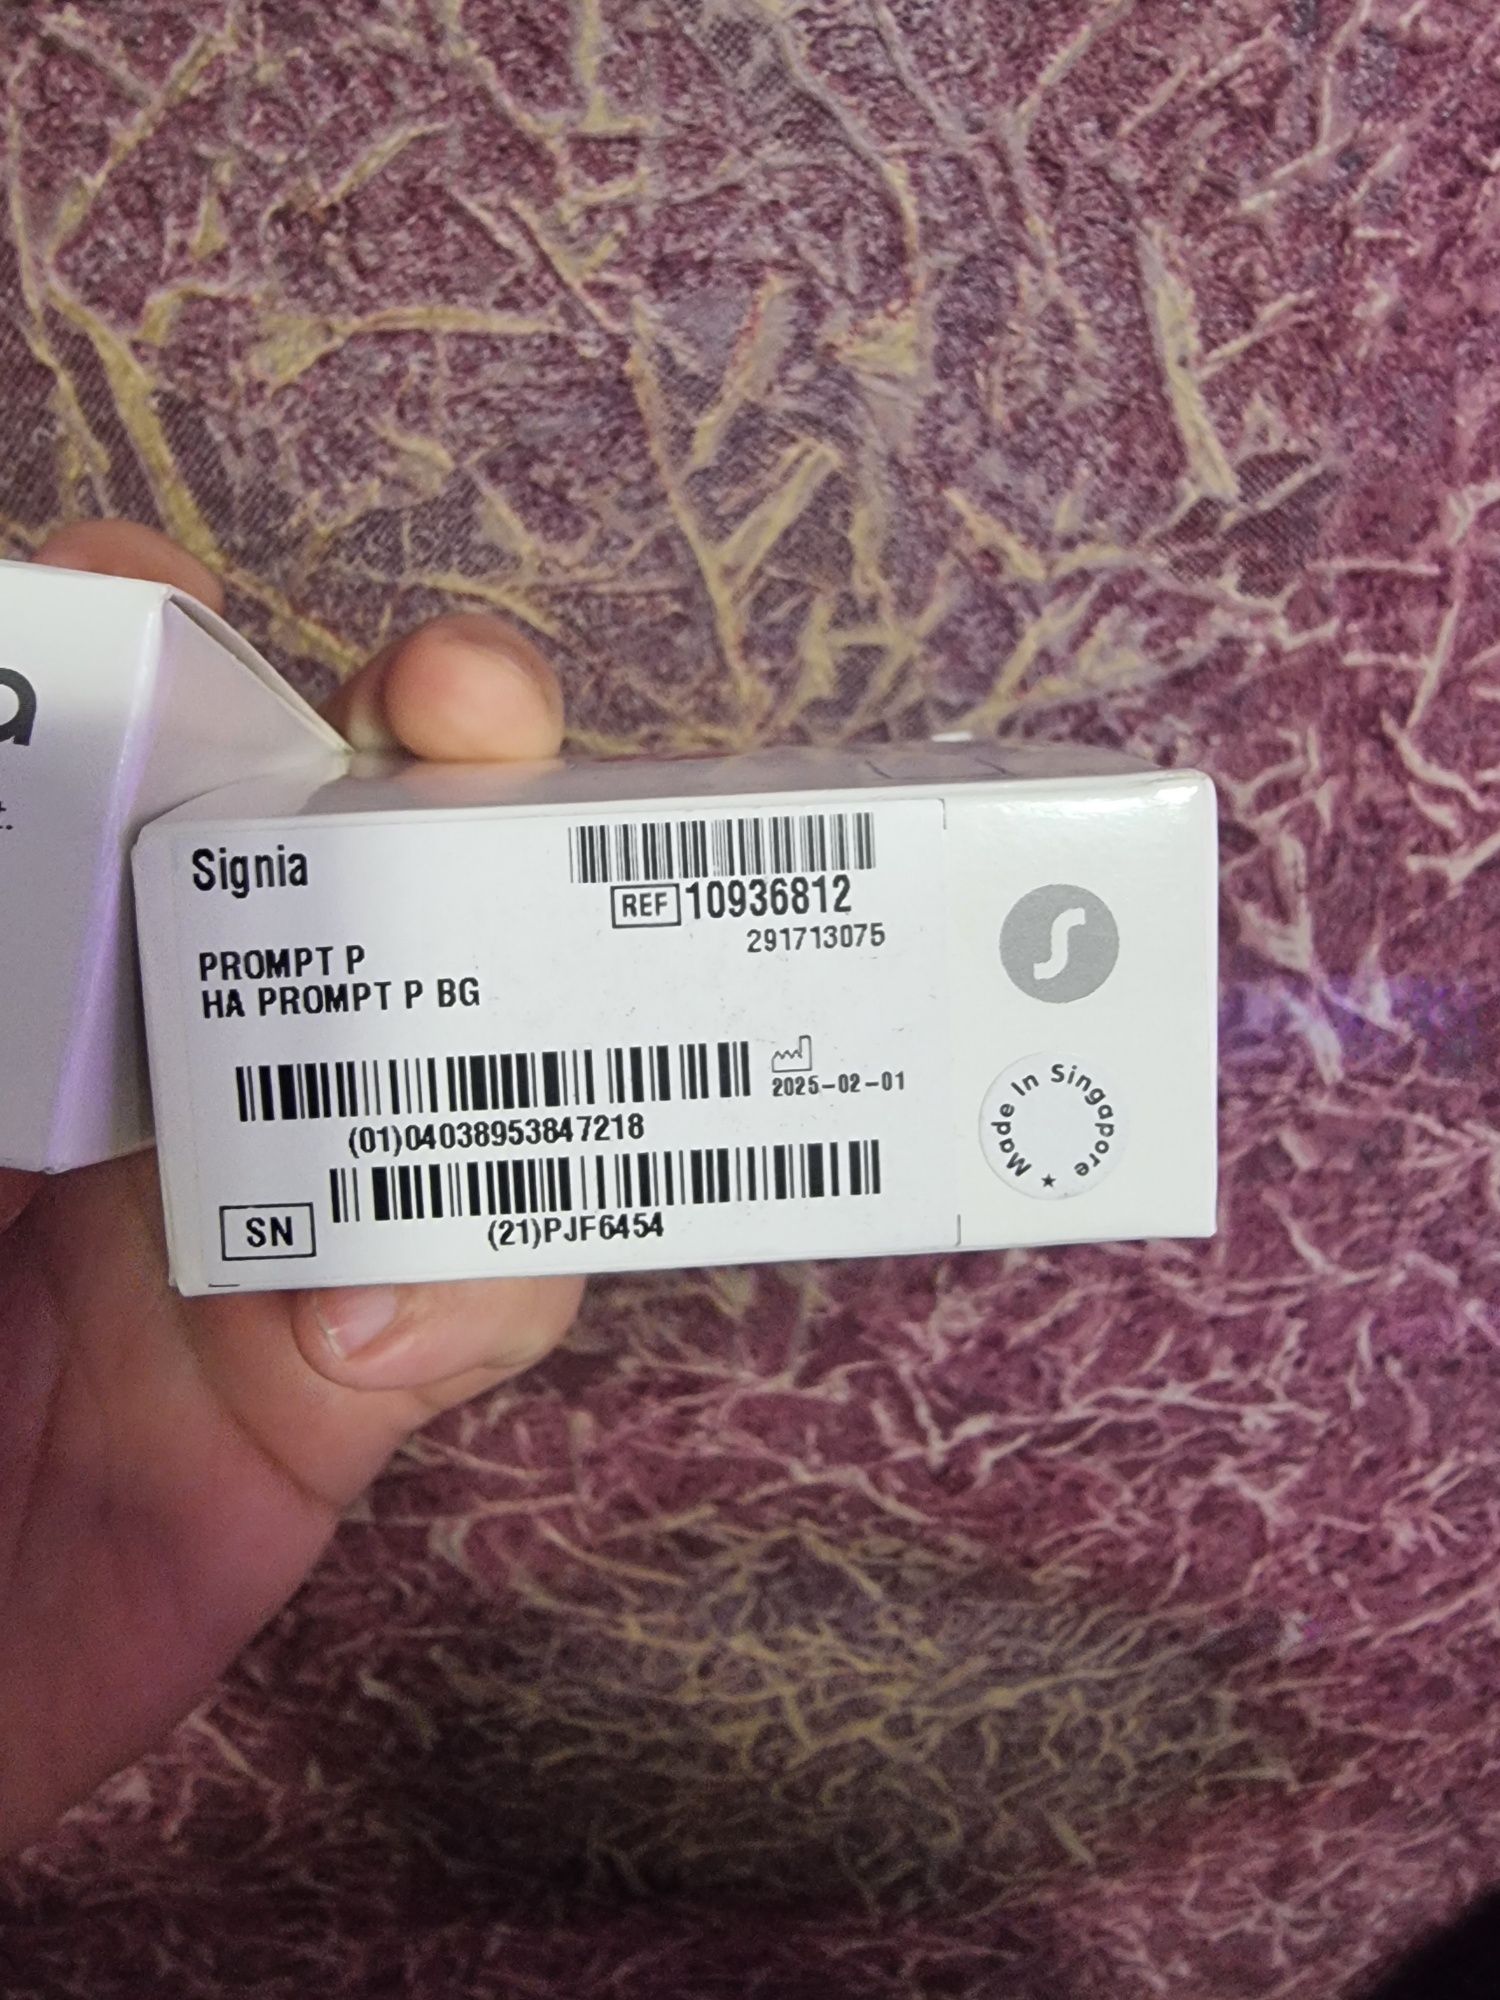 a
t.
Signia
REF 10936812
291713075
PROMPT P
HA PROMPT P BG
2025-02-01
(01)04038953847218
SN
(21)PJF6454
Made In Singapore